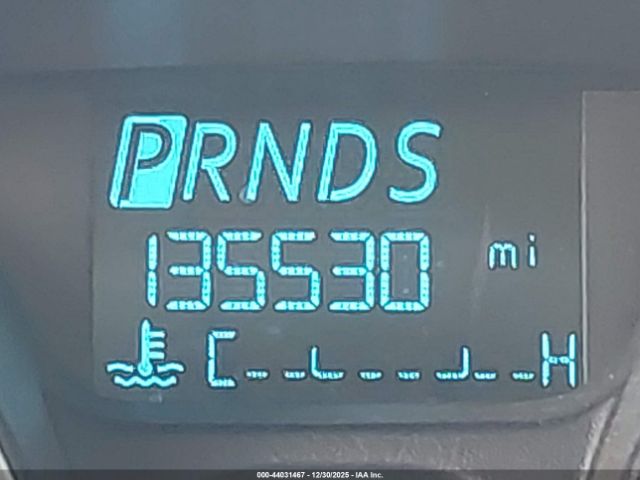 PRNDS
135530 mi
C H
000-44031467 - 12/30/2025 - IAA Inc.